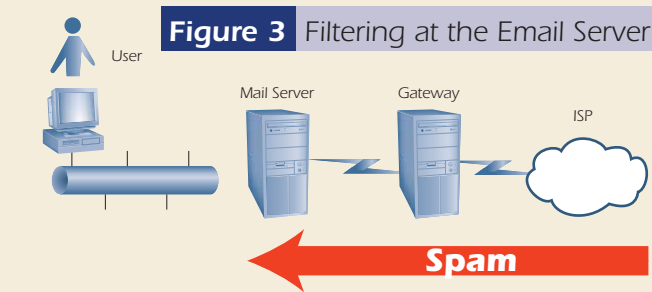 Figure 3 Filtering at the Email Server
User
Mail Server
Gateway
ISP
Spam